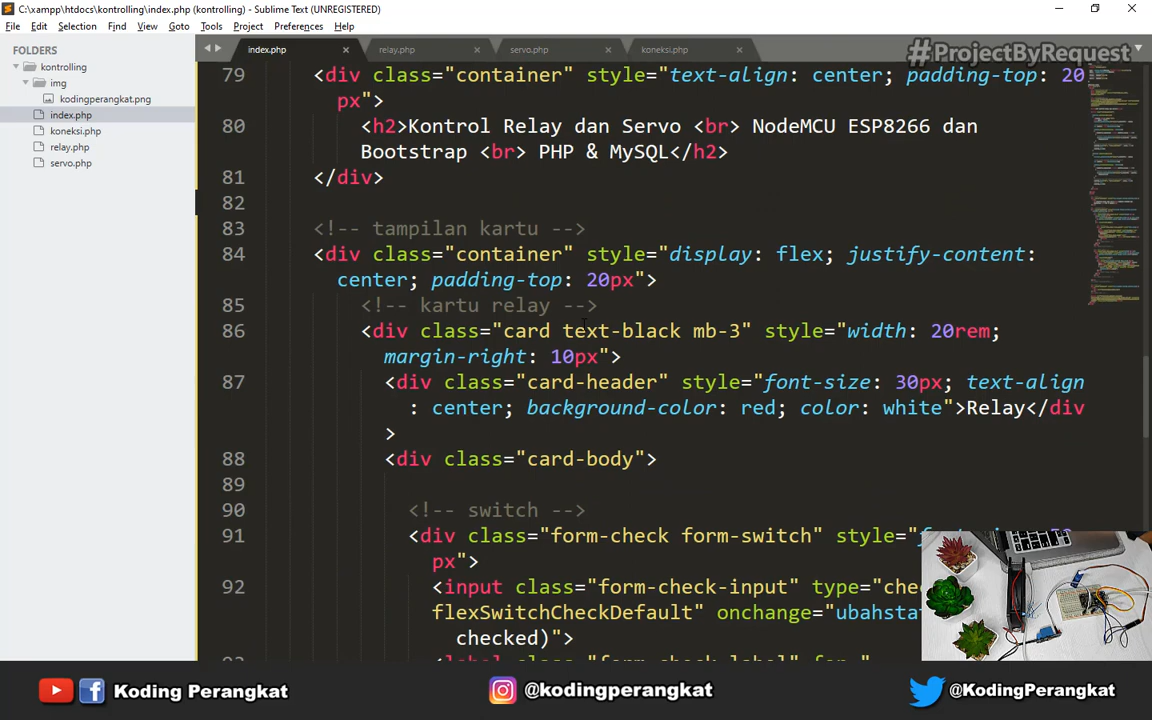 C:\xampp\htdocs\kontrolling\index.php (kontrolling) - Sublime Text (UNREGISTERED)
File Edit Selection Find View Goto Tools Project Preferences Help
FOLDERS
kontrolling
img
kodingperangkat.png
index.php
koneksi.php
relay.php
servo.php
index.php relay.php servo.php koneksi.php
#ProjectByRequest
79 <div class="container" style="text-align: center; padding-top: 20
px">
80 <h2>Kontrol Relay dan Servo <br> NodeMCU ESP8266 dan
Bootstrap <br> PHP & MySQL</h2>
81 </div>
82
83 <!-- tampilan kartu -->
84 <div class="container" style="display: flex; justify-content:
center; padding-top: 20px">
85 <!-- kartu relay -->
86 <div class="card text-black mb-3" style="width: 20rem;
margin-right: 10px">
87 <div class="card-header" style="font-size: 30px; text-align
: center; background-color: red; color: white">Relay</div
>
88 <div class="card-body">
89
90 <!-- switch -->
91 <div class="form-check form-switch" style="
px">
92 <input class="form-check-input" type="che
flexSwitchCheckDefault" onchange="ubahstat
checked)">
<label class="form-check-label" for="
Koding Perangkat
@kodingperangkat
@KodingPerangkat